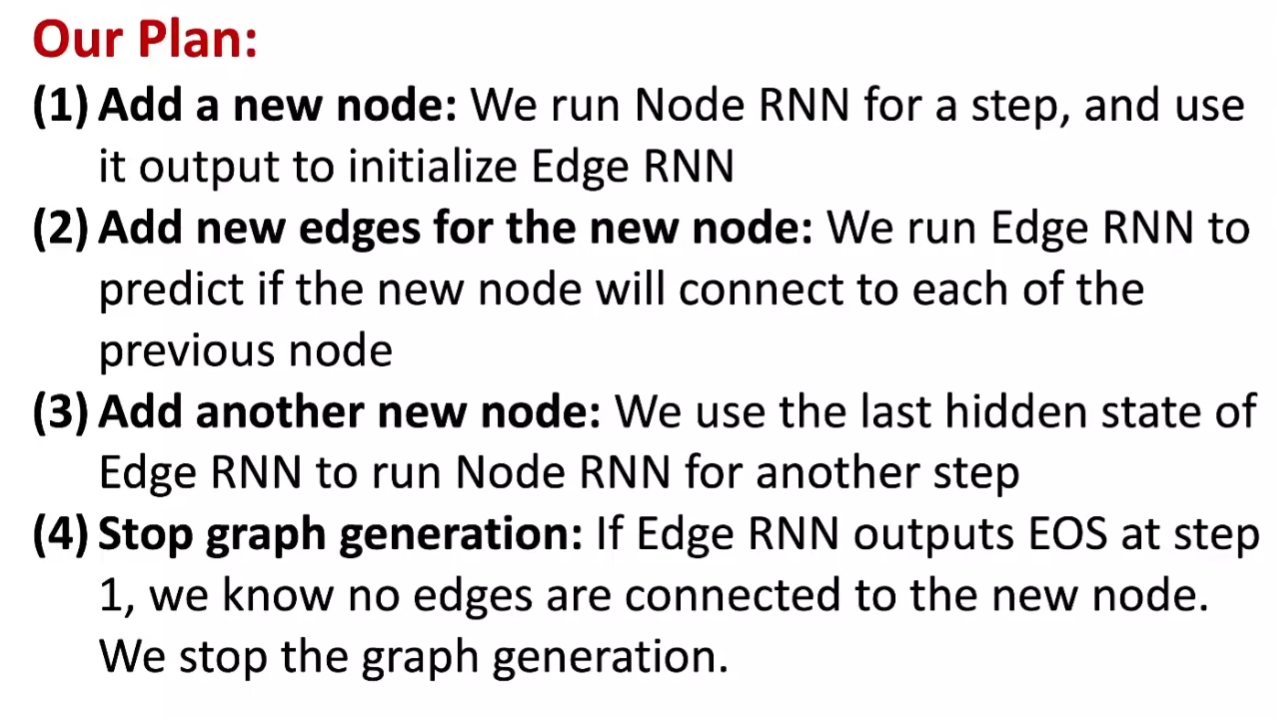 Our Plan:
(1) Add a new node: We run Node RNN for a step, and use
it output to initialize Edge RNN
(2) Add new edges for the new node: We run Edge RNN to
predict if the new node will connect to each of the
previous node
(3) Add another new node: We use the last hidden state of
Edge RNN to run Node RNN for another step
(4) Stop graph generation: If Edge RNN outputs EOS at step
1, we know no edges are connected to the new node.
We stop the graph generation.